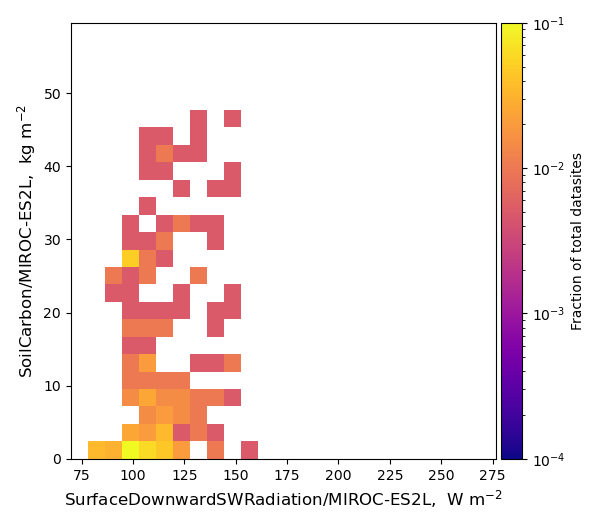 10⁻¹
50
40
10⁻²
30
20
10⁻³
10
0
10⁻⁴
75 100 125 150 175 200 225 250 275
SurfaceDownwardSWRadiation/MIROC-ES2L, W m⁻²
SoilCarbon/MIROC-ES2L, kg m⁻²
Fraction of total datasites